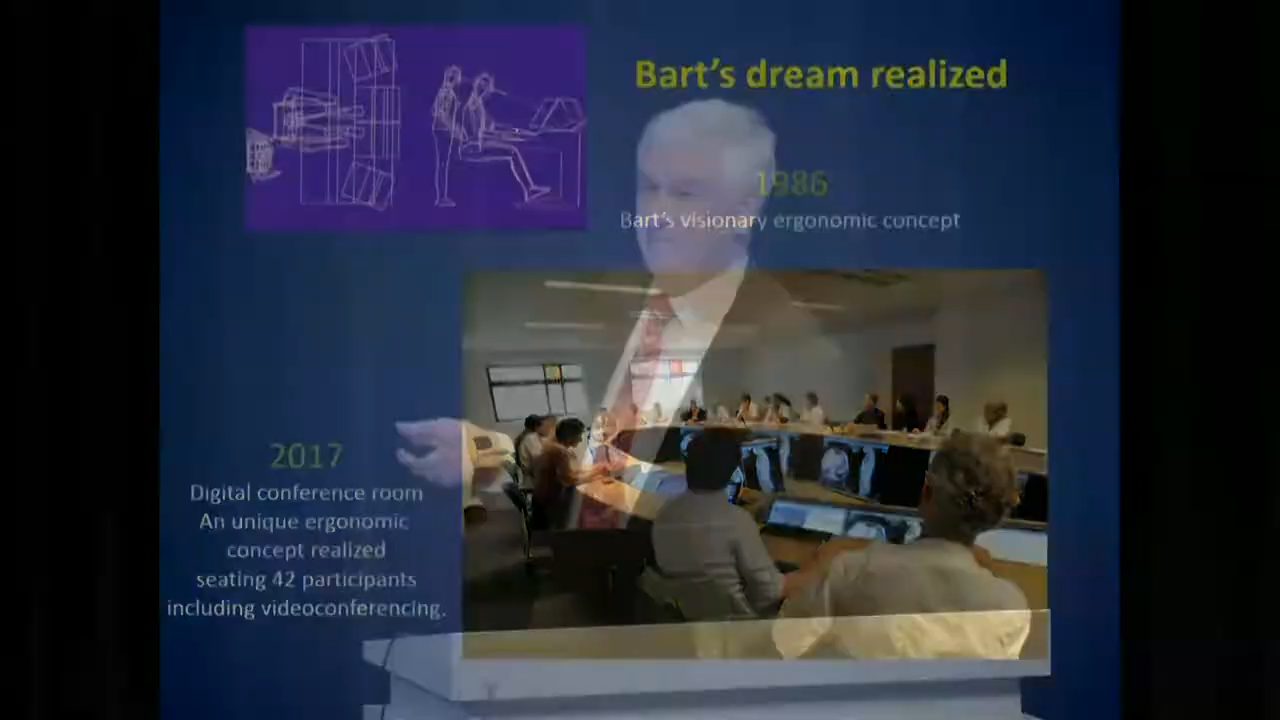 Bart's dream realized
1986
Bart's visionary ergonomic concept
2017
Digital conference room
An unique ergonomic
concept realized
seating 42 participants
including videoconferencing.